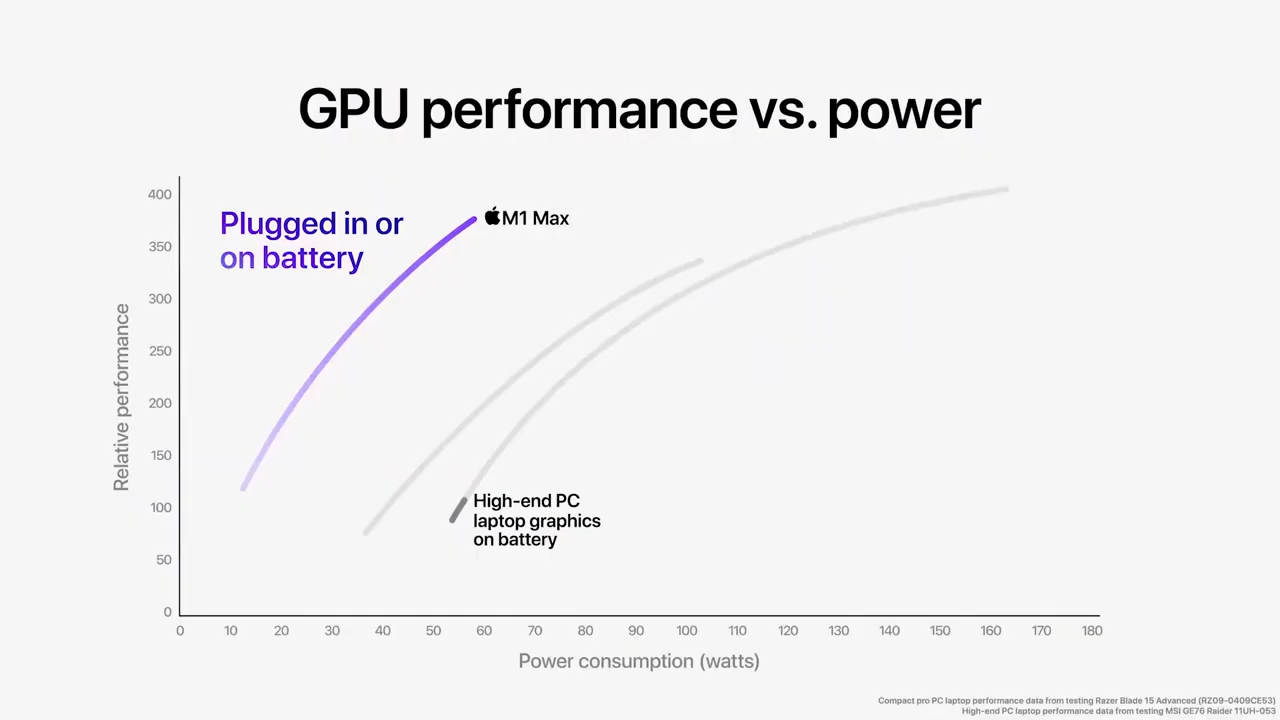 GPU performance vs. power
400
350
300
250
200
150
100
50
0
Relative performance
Plugged in or
on battery
M1 Max
High-end PC
laptop graphics
on battery
0 10 20 30 40 50 60 70 80 90 100 110 120 130 140 150 160 170 180
Power consumption (watts)
Compact pro PC laptop performance data from testing Razer Blade 15 Advanced (RZ09-0409CE53)
High-end PC laptop performance data from testing MSI GE76 Raider 11UH-053